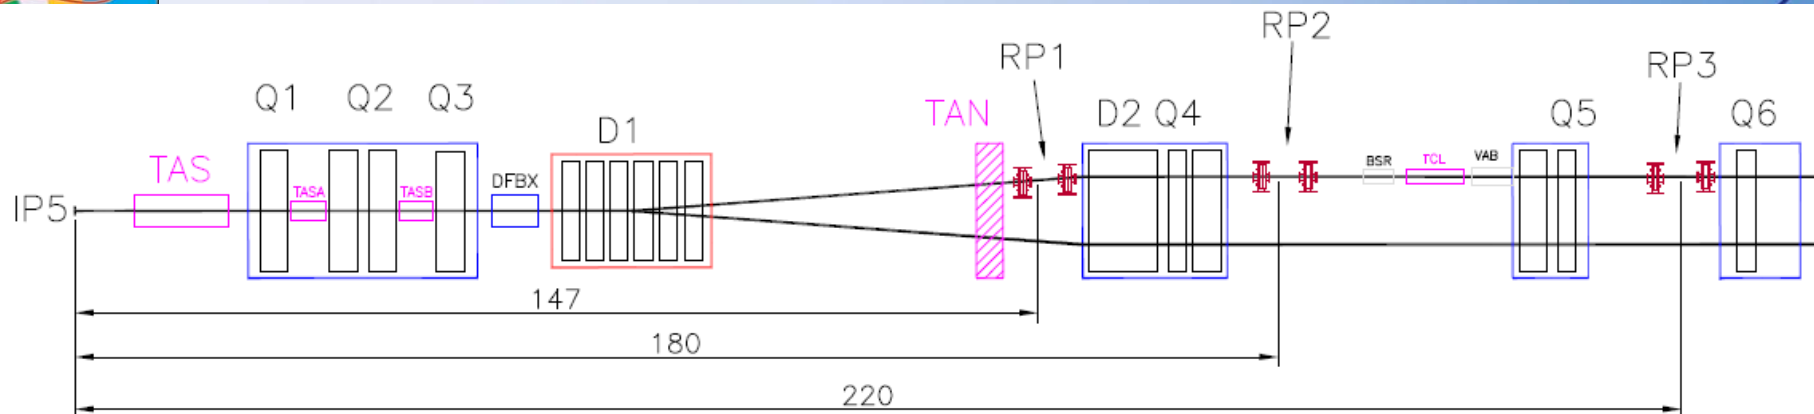 RP2
RP1
RP3
Q1 Q2 Q3
TAN
D2 Q4
Q5
Q6
D1
TAS
BSR
TCL
VAB
DFBX
TASA
TASB
IP5
147
180
220